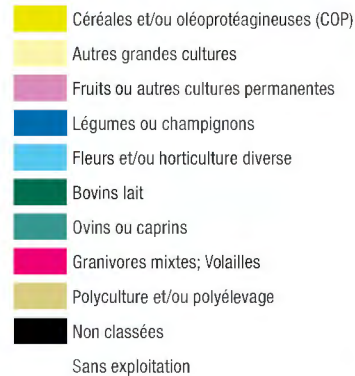 Céréales et/ou oléoprotéagineuses (COP)
Autres grandes cultures
Fruits ou autres cultures permanentes
Légumes ou champignons
Fleurs et/ou horticulture diverse
Bovins lait
Ovins ou caprins
Granivores mixtes; Volailles
Polyculture et/ou polyélevage
Non classées
Sans exploitation